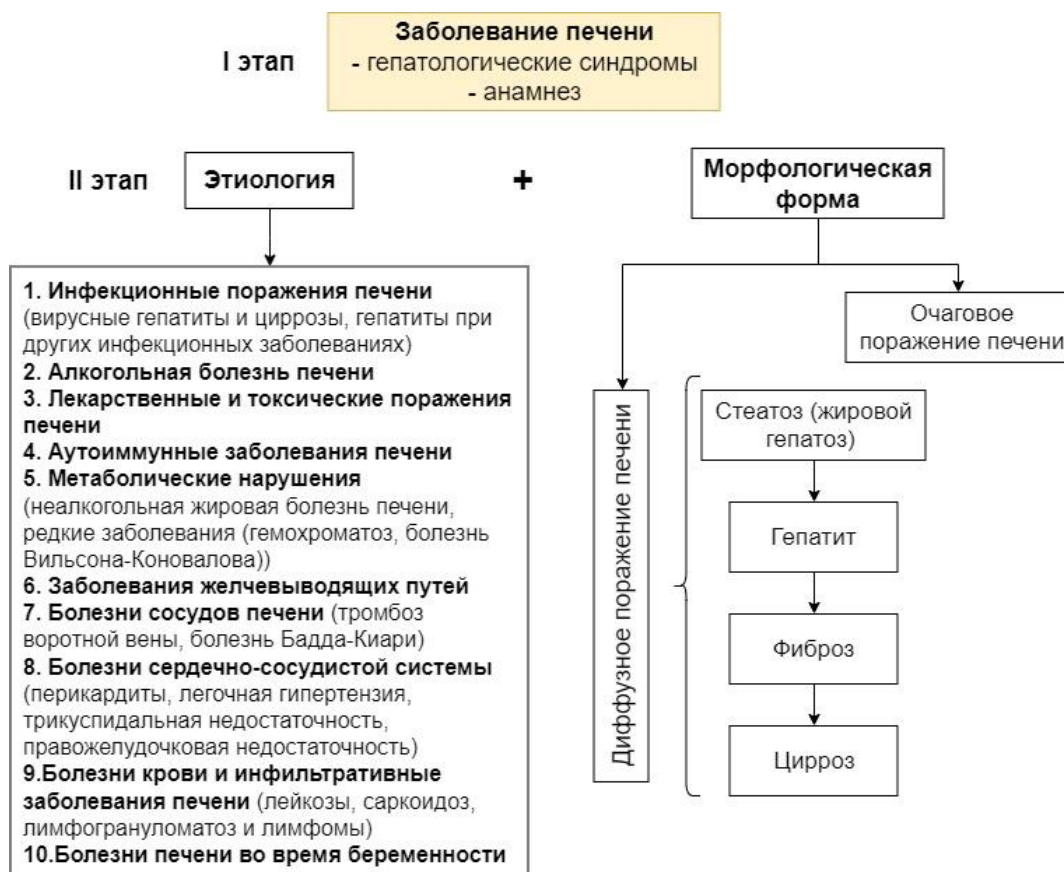 I этап
Заболевание печени
- гепатологические синдромы
- анамнез
II этап
Этиология
+
Морфологическая
форма
1. Инфекционные поражения печени
(вирусные гепатиты и циррозы, гепатиты при
других инфекционных заболеваниях)
2. Алкогольная болезнь печени
3. Лекарственные и токсические поражения
печени
4. Аутоиммунные заболевания печени
5. Метаболические нарушения
(неалкогольная жировая болезнь печени,
редкие заболевания (гемохроматоз, болезнь
Вильсона-Коновалова))
6. Заболевания желчевыводящих путей
7. Болезни сосудов печени (тромбоз
воротной вены, болезнь Бадда-Киари)
8. Болезни сердечно-сосудистой системы
(перикардиты, легочная гипертензия,
трикуспидальная недостаточность,
правожелудочковая недостаточность)
9.Болезни крови и инфильтративные
заболевания печени (лейкозы, саркоидоз,
лимфогрануломатоз и лимфомы)
10.Болезни печени во время беременности
Очаговое
поражение печени
Диффузное поражение печени
Стеатоз (жировой
гепатоз)
Гепатит
Фиброз
Цирроз